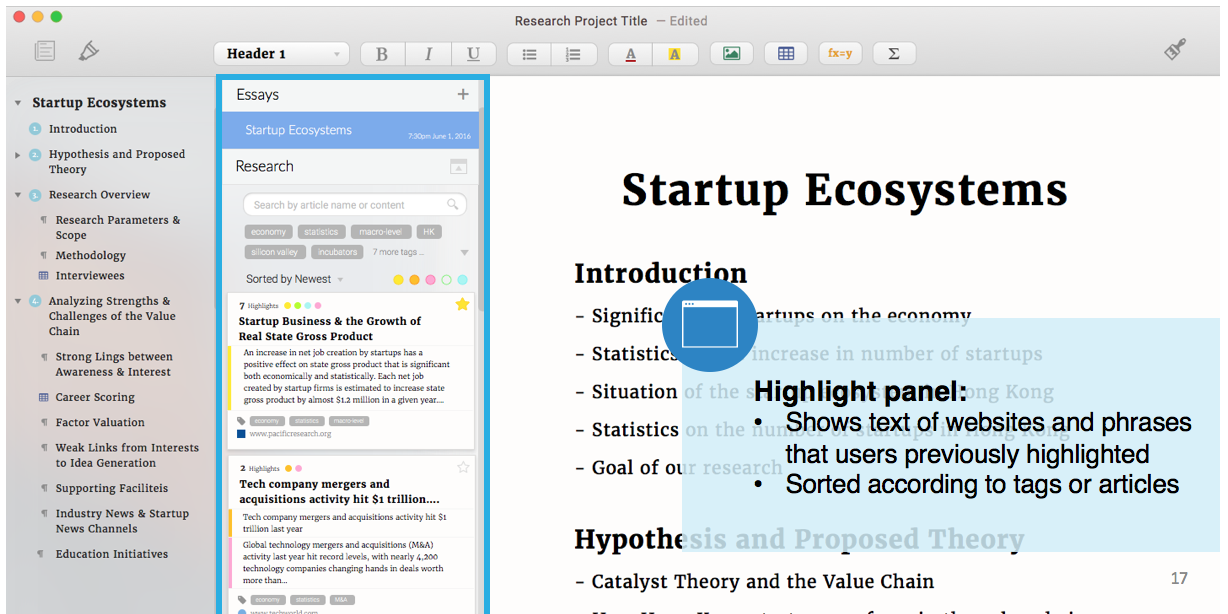 Research Project Title — Edited
Header 1
B I U
A A
fx=y
Σ
Startup Ecosystems
1. Introduction
2. Hypothesis and Proposed
Theory
3. Research Overview
¶ Research Parameters &
Scope
¶ Methodology
Interviewees
4. Analyzing Strengths &
Challenges of the Value
Chain
¶ Strong Lings between
Awareness & Interest
Career Scoring
¶ Factor Valuation
¶ Weak Links from Interests
to Idea Generation
¶ Supporting Faciliteis
¶ Industry News & Startup
News Channels
¶ Education Initiatives
Essays +
Startup Ecosystems
7:30pm June 1, 2016
Research
Search by article name or content
economy statistics macro-level HK
silicon valley incubators 7 more tags ...
Sorted by Newest
7 Highlights
Startup Business & the Growth of
Real State Gross Product
An increase in net job creation by startups has a
positive effect on state gross product that is significant
both economically and statistically. Each net job
created by startup firms is estimated to increase state
gross product by almost $1.2 million in a given year....
economy statistics macro-level
www.pacificresearch.org
2 Highlights
Tech company mergers and
acquisitions activity hit $1 trillion....
Tech company mergers and acquisitions activity hit $1
trillion last year
Global technology mergers and acquisitions (M&A)
activity last year hit record levels, with nearly 4,200
technology companies changing hands in deals worth
more than...
economy statistics M&A
www.techworld.com
Startup Ecosystems
Introduction
- Signific artups on the economy
- Statistics increase in number of startups
- Situation of the ong Kong
- Statistics on the number of startups in Hong Kong
- Goal of our research
Hypothesis and Proposed Theory
- Catalyst Theory and the Value Chain
Highlight panel:
• Shows text of websites and phrases
that users previously highlighted
• Sorted according to tags or articles
17